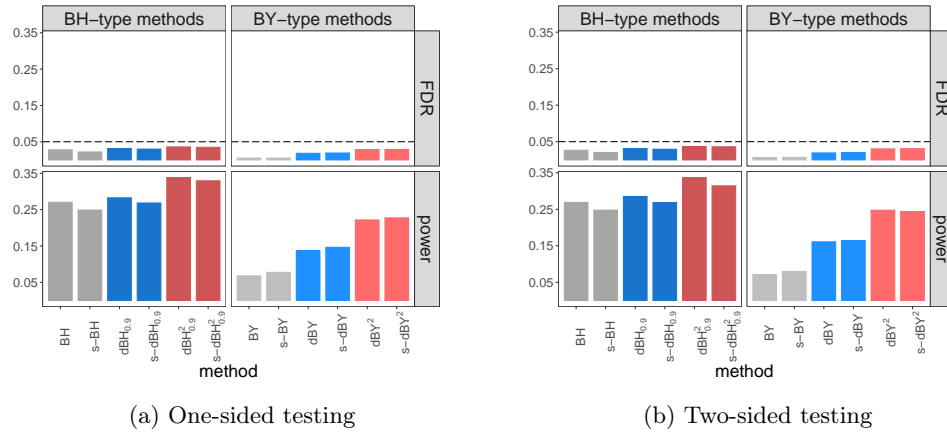 BH−type methods BY−type methods
0.35
0.25
0.15
0.05
FDR
0.35
0.25
0.15
0.05
power
BH s−BH dBH0.9 s−dBH0.9 dBH²0.9 s−dBH²0.9 BY s−BY dBY s−dBY dBY² s−dBY²
method
(a) One-sided testing
BH−type methods BY−type methods
0.35
0.25
0.15
0.05
FDR
0.35
0.25
0.15
0.05
power
BH s−BH dBH0.9 s−dBH0.9 dBH²0.9 s−dBH²0.9 BY s−BY dBY s−dBY dBY² s−dBY²
method
(b) Two-sided testing